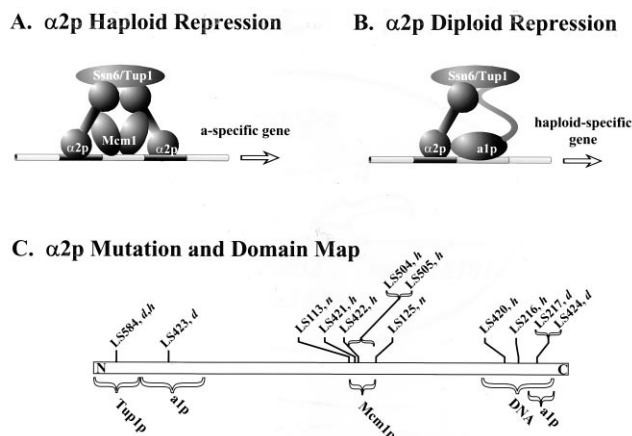 A. α2p Haploid Repression
B. α2p Diploid Repression
Ssn6/Tup1
Mcm1
α2p
α2p
a-specific gene
Ssn6/Tup1
α2p
a1p
haploid-specific
gene
C. α2p Mutation and Domain Map
LS584, d,h
LS423, d
LS113, n
LS421, h
LS422, h
LS504, h
LS505, h
LS125, n
LS420, h
LS216, h
LS217, d
LS424, d
N
C
Tup1p
a1p
Mcm1p
DNA
a1p